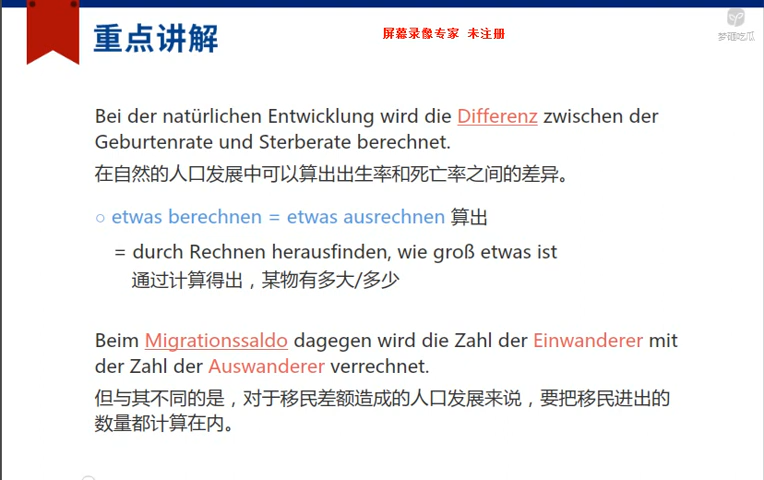 重点讲解
屏幕录像专家 未注册
梦砸吃瓜
Bei der natürlichen Entwicklung wird die Differenz zwischen der
Geburtenrate und Sterberate berechnet.
在自然的人口发展中可以算出出生率和死亡率之间的差异。
○ etwas berechnen = etwas ausrechnen 算出
= durch Rechnen herausfinden, wie groß etwas ist
通过计算得出，某物有多大/多少
Beim Migrationssaldo dagegen wird die Zahl der Einwanderer mit
der Zahl der Auswanderer verrechnet.
但与其不同的是，对于移民差额造成的人口发展来说，要把移民进出的
数量都计算在内。